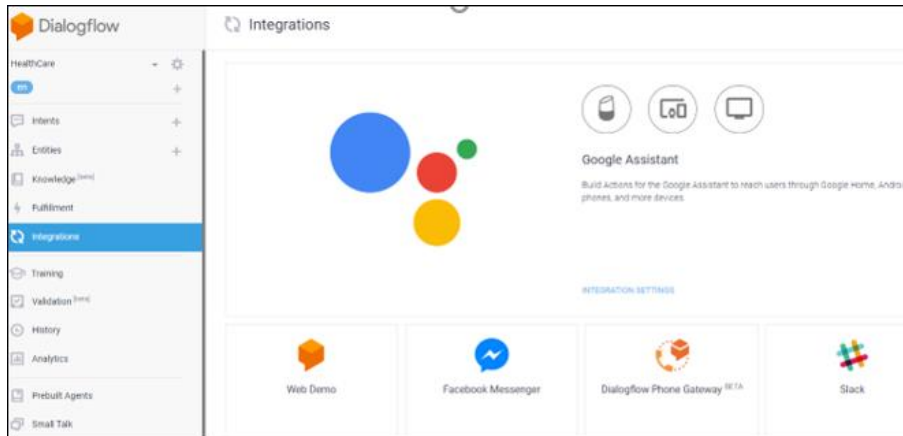 Dialogflow
Integrations
HealthCare
en
Intents
Entities
Knowledge [beta]
Fulfillment
Integrations
Training
Validation [beta]
History
Analytics
Prebuilt Agents
Small Talk
Google Assistant
Build Actions for the Google Assistant to reach users through Google Home, Androi
phones, and more devices
INTEGRATION SETTINGS
Web Demo
Facebook Messenger
Dialogflow Phone Gateway BETA
Slack